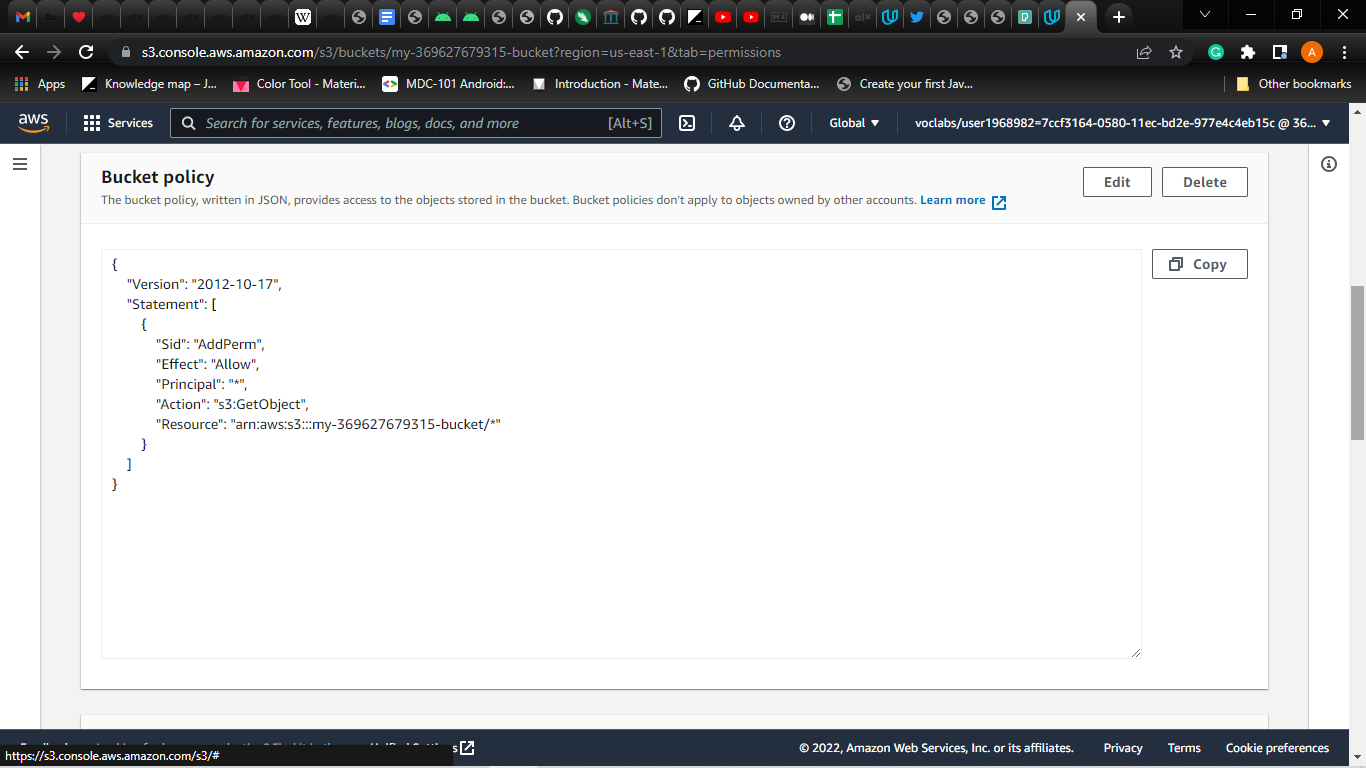 s3.console.aws.amazon.com/s3/buckets/my-369627679315-bucket?region=us-east-1&tab=permissions
A
Apps
Knowledge map – J...
Color Tool - Materi...
MDC-101 Android:...
Introduction - Mate...
GitHub Documenta...
Create your first Jav...
Other bookmarks
aws
Services
Search for services, features, blogs, docs, and more
[Alt+S]
Global
voclabs/user1968982=7ccf3164-0580-11ec-bd2e-977e4c4eb15c @ 36...
Bucket policy
Edit
Delete
The bucket policy, written in JSON, provides access to the objects stored in the bucket. Bucket policies don't apply to objects owned by other accounts. Learn more
Copy
{
"Version": "2012-10-17",
"Statement": [
{
"Sid": "AddPerm",
"Effect": "Allow",
"Principal": "*",
"Action": "s3:GetObject",
"Resource": "arn:aws:s3:::my-369627679315-bucket/*"
}
]
}
https://s3.console.aws.amazon.com/s3/#
© 2022, Amazon Web Services, Inc. or its affiliates.
Privacy
Terms
Cookie preferences